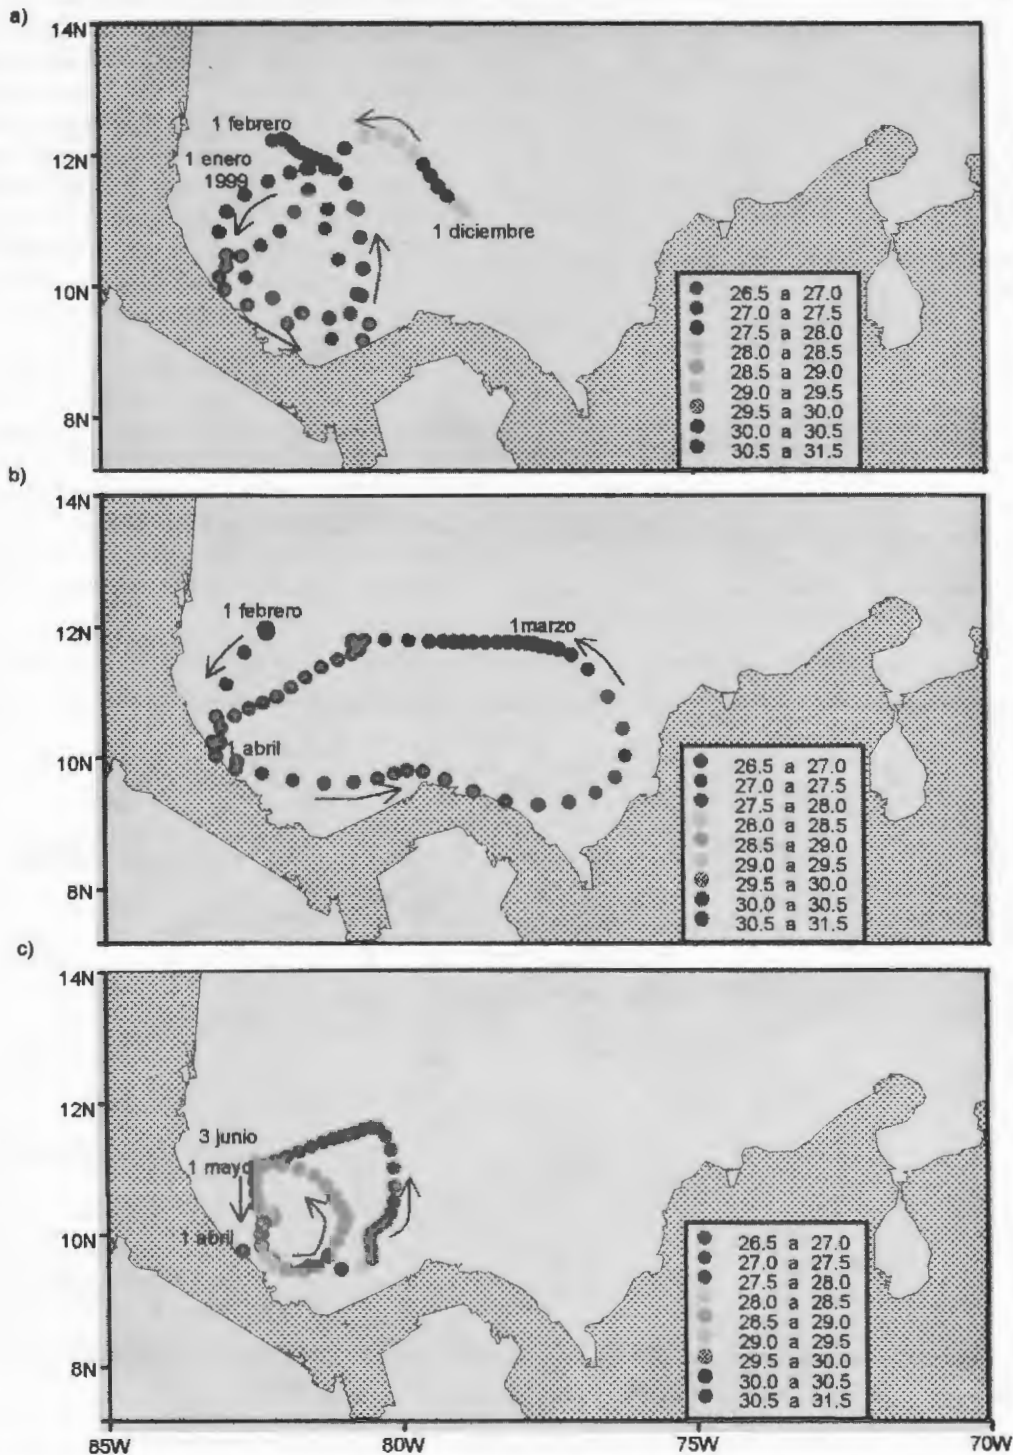 a)
14N
12N
10N
8N
1 febrero
1 enero
1999
1 diciembre
26.5 a 27.0
27.0 a 27.5
27.5 a 28.0
28.0 a 28.5
28.5 a 29.0
29.0 a 29.5
29.5 a 30.0
30.0 a 30.5
30.5 a 31.5
b)
14N
12N
10N
8N
1 febrero
1marzo
1 abril
26.5 a 27.0
27.0 a 27.5
27.5 a 28.0
28.0 a 28.5
28.5 a 29.0
29.0 a 29.5
29.5 a 30.0
30.0 a 30.5
30.5 a 31.5
c)
14N
12N
10N
8N
3 junio
1 mayo
1 abril
26.5 a 27.0
27.0 a 27.5
27.5 a 28.0
28.0 a 28.5
28.5 a 29.0
29.0 a 29.5
29.5 a 30.0
30.0 a 30.5
30.5 a 31.5
85W
80W
75W
70W